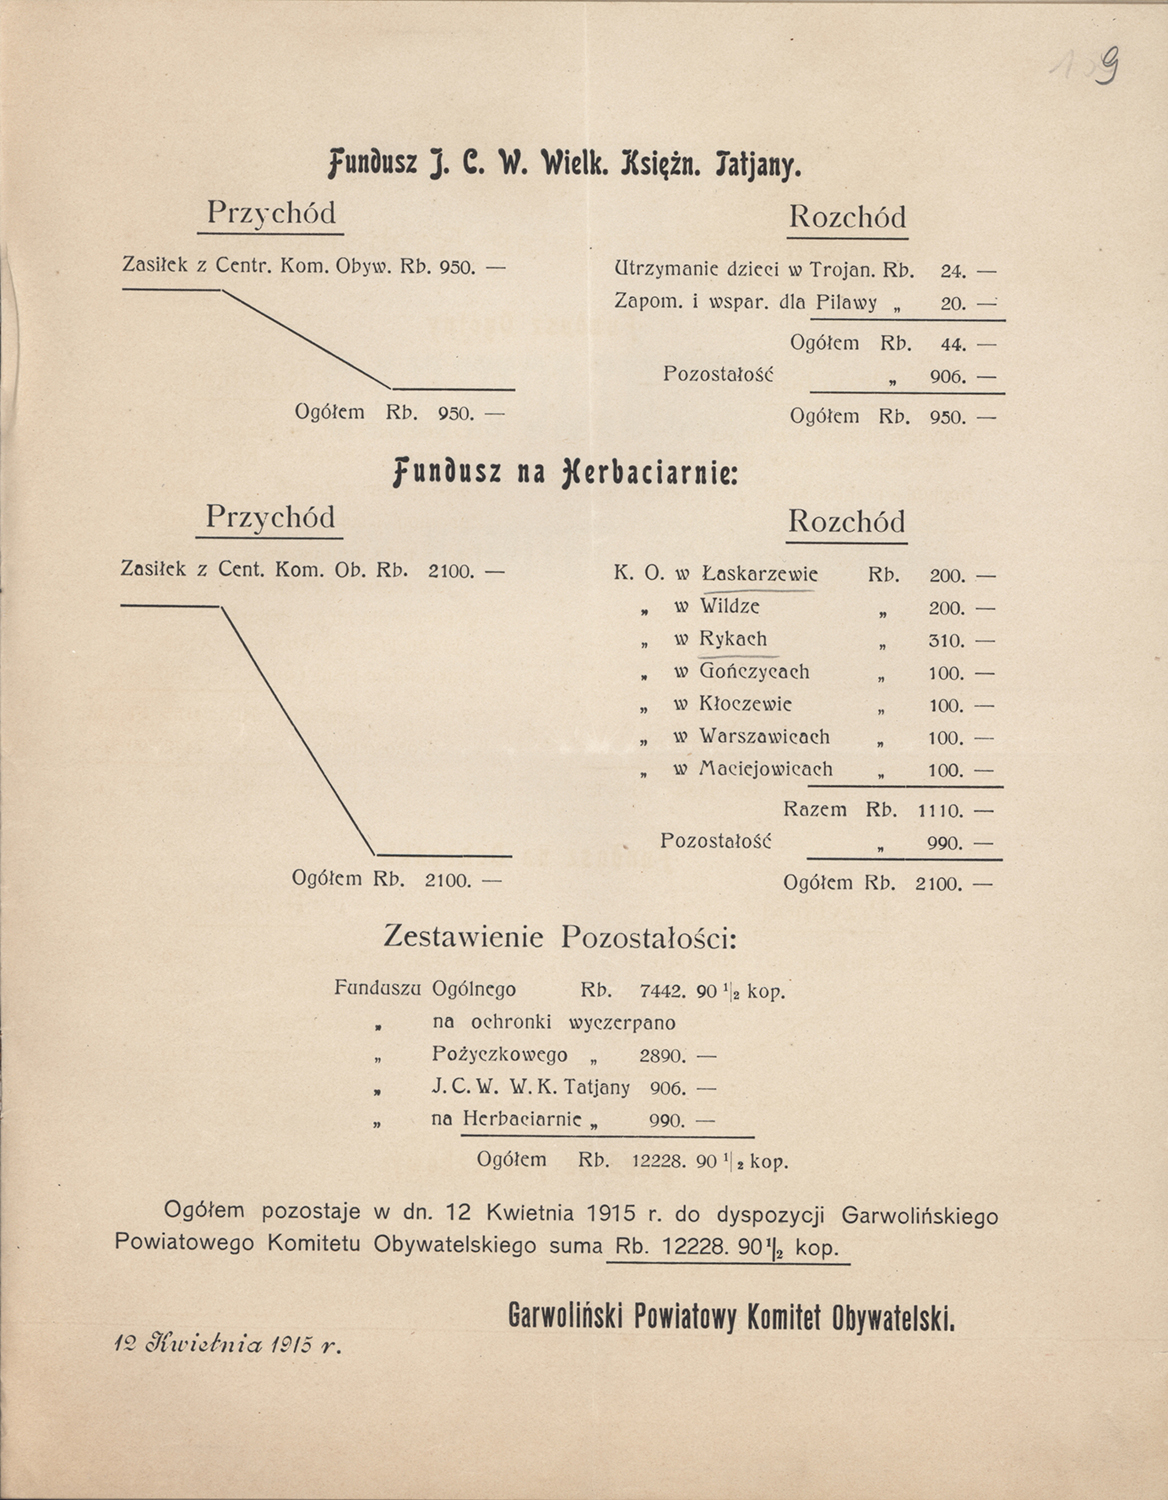 9
Fundusz J. C. W. Wielk. Księżn. Tatjany.
Przychód
Zasiłek z Centr. Kom. Obyw. Rb. 950. —
Ogółem Rb. 950. —
Rozchód
Utrzymanie dzieci w Trojan. Rb. 24. —
Zapom. i wspar. dla Pilawy „ 20. —
Ogółem Rb. 44. —
Pozostałość „ 906. —
Ogółem Rb. 950. —
Fundusz na Herbaciarnie:
Przychód
Zasiłek z Cent. Kom. Ob. Rb. 2100. —
Ogółem Rb. 2100. —
Rozchód
K. O. w Łaskarzewie Rb. 200. —
„ w Wildze „ 200. —
„ w Rykach „ 310. —
„ w Gończycach „ 100. —
„ w Kłoczewie „ 100. —
„ w Warszawicach „ 100. —
„ w Maciejowicach „ 100. —
Razem Rb. 1110. —
Pozostałość „ 990. —
Ogółem Rb. 2100. —
Zestawienie Pozostałości:
Funduszu Ogólnego Rb. 7442. 90 1/2 kop.
„ na ochronki wyczerpano
„ Pożyczkowego „ 2890. —
„ J. C. W. W. K. Tatjany 906. —
„ na Herbaciarnie „ 990. —
Ogółem Rb. 12228. 90 1/2 kop.
Ogółem pozostaje w dn. 12 Kwietnia 1915 r. do dyspozycji Garwolińskiego
Powiatowego Komitetu Obywatelskiego suma Rb. 12228. 90 1/2 kop.
Garwoliński Powiatowy Komitet Obywatelski.
12 Kwietnia 1915 r.